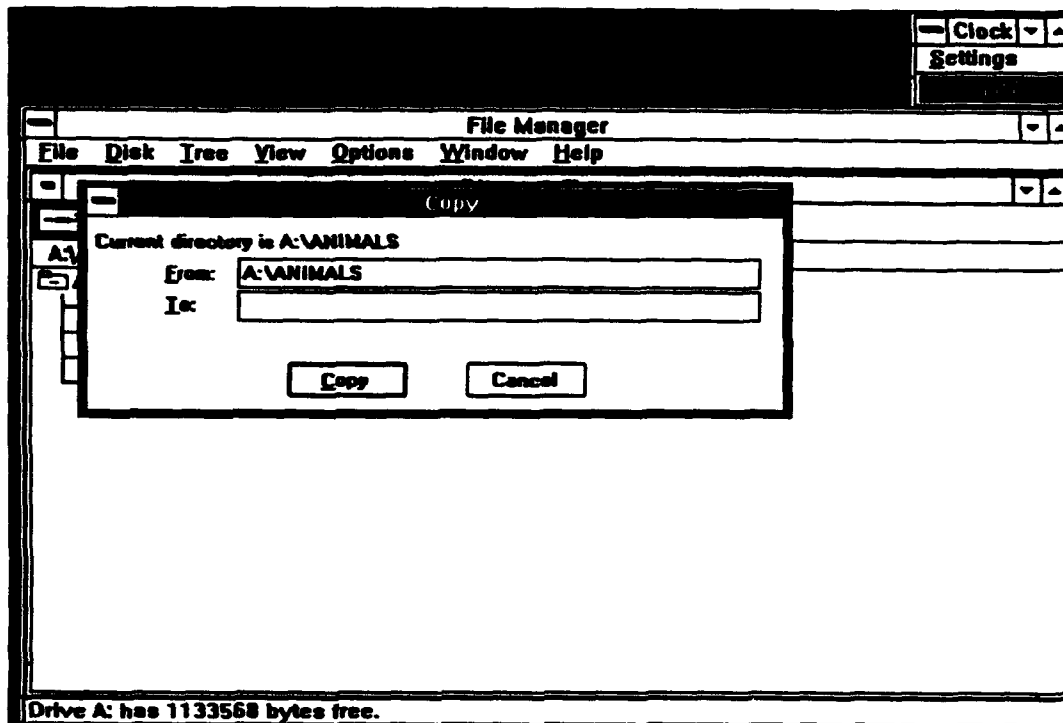 Clock
Settings
File Manager
File Disk Tree View Options Window Help
Copy
Current directory is A:\ANIMALS
A:\
From: A:\ANIMALS
To:
Copy Cancel
Drive A: has 1133568 bytes free.